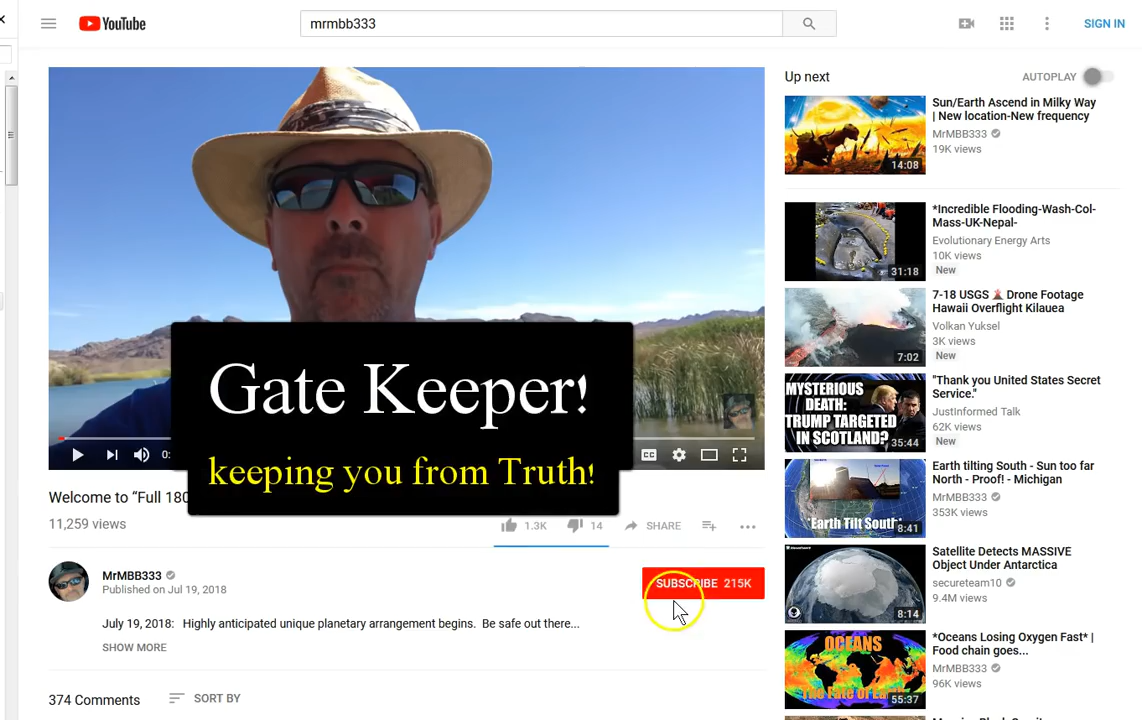 YouTube
mrmbb333
SIGN IN
Gate Keeper!
keeping you from Truth!
0:
CC
Welcome to “Full 180
11,259 views
1.3K
14
SHARE
MrMBB333
Published on Jul 19, 2018
SUBSCRIBE 215K
July 19, 2018: Highly anticipated unique planetary arrangement begins. Be safe out there...
SHOW MORE
374 Comments
SORT BY
Up next
AUTOPLAY
14:08
Sun/Earth Ascend in Milky Way
| New location-New frequency
MrMBB333
19K views
31:18
*Incredible Flooding-Wash-Col-
Mass-UK-Nepal-
Evolutionary Energy Arts
10K views
New
7:02
7-18 USGS 🌋 Drone Footage
Hawaii Overflight Kilauea
Volkan Yuksel
3K views
New
MYSTERIOUS
DEATH:
TRUMP TARGETED
IN SCOTLAND?
35:44
"Thank you United States Secret
Service."
JustInformed Talk
62K views
New
*Earth Tilt South*
8:41
Earth tilting South - Sun too far
North - Proof! - Michigan
MrMBB333
353K views
8:14
Satellite Detects MASSIVE
Object Under Antarctica
secureteam10
9.4M views
OCEANS
The Fate Of
55:37
*Oceans Losing Oxygen Fast* |
Food chain goes...
MrMBB333
96K views